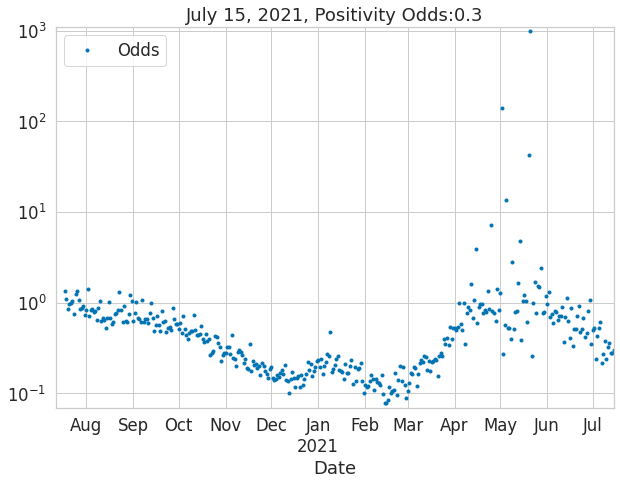 July 15, 2021, Positivity Odds:0.3
Odds
10³
10²
10¹
10⁰
10⁻¹
Aug Sep Oct Nov Dec Jan Feb Mar Apr May Jun Jul
2021
Date